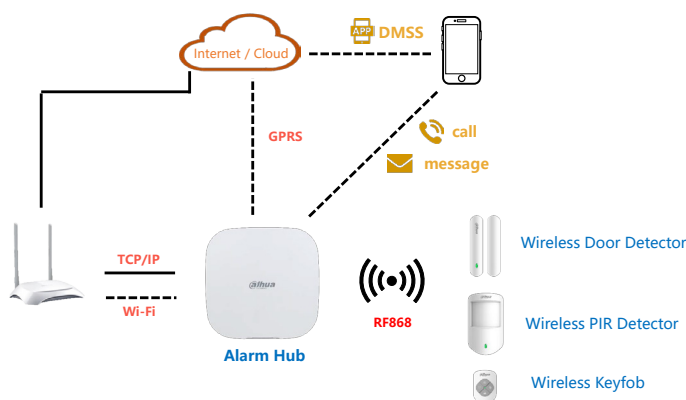 APP DMSS
Internet / Cloud
GPRS
call
message
TCP/IP
Wi-Fi
alhua
RF868
Alarm Hub
Wireless Door Detector
Wireless PIR Detector
Wireless Keyfob